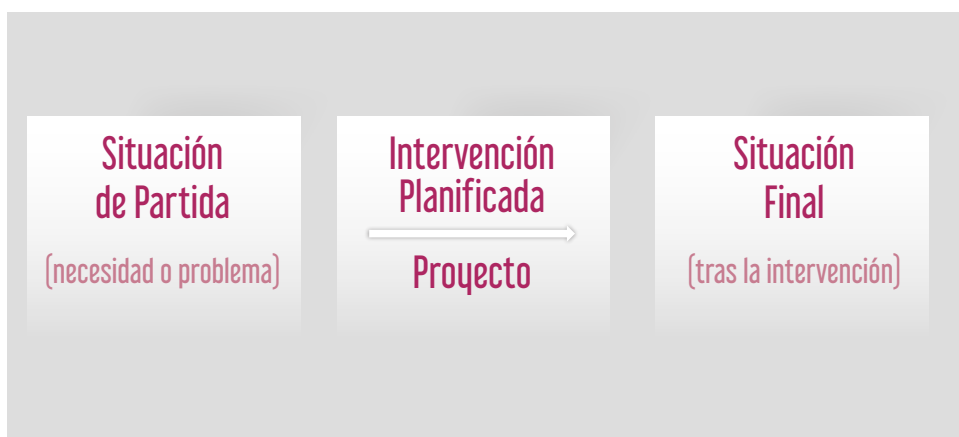 Situación
de Partida
(necesidad o problema)
Intervención
Planificada
Proyecto
Situación
Final
(tras la intervención)